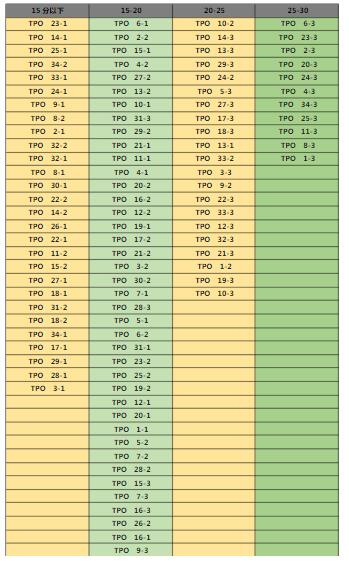 15 分以下 15-20 20-25 25-30
TPO 23-1 TPO 6-1 TPO 10-2 TPO 6-3
TPO 14-1 TPO 2-2 TPO 14-3 TPO 23-3
TPO 25-1 TPO 15-1 TPO 13-3 TPO 2-3
TPO 34-2 TPO 4-2 TPO 29-3 TPO 20-3
TPO 33-1 TPO 27-2 TPO 24-2 TPO 24-3
TPO 24-1 TPO 13-2 TPO 5-3 TPO 4-3
TPO 9-1 TPO 10-1 TPO 27-3 TPO 34-3
TPO 8-2 TPO 31-3 TPO 17-3 TPO 25-3
TPO 2-1 TPO 29-2 TPO 18-3 TPO 11-3
TPO 32-2 TPO 21-1 TPO 13-1 TPO 8-3
TPO 32-1 TPO 11-1 TPO 33-2 TPO 1-3
TPO 8-1 TPO 4-1 TPO 3-3
TPO 30-1 TPO 20-2 TPO 9-2
TPO 22-2 TPO 16-2 TPO 22-3
TPO 14-2 TPO 12-2 TPO 33-3
TPO 26-1 TPO 19-1 TPO 12-3
TPO 22-1 TPO 17-2 TPO 32-3
TPO 11-2 TPO 21-2 TPO 21-3
TPO 15-2 TPO 3-2 TPO 1-2
TPO 27-1 TPO 30-2 TPO 19-3
TPO 18-1 TPO 7-1 TPO 10-3
TPO 31-2 TPO 28-3
TPO 18-2 TPO 5-1
TPO 34-1 TPO 6-2
TPO 17-1 TPO 31-1
TPO 29-1 TPO 23-2
TPO 28-1 TPO 25-2
TPO 3-1 TPO 19-2
TPO 12-1
TPO 20-1
TPO 1-1
TPO 5-2
TPO 7-2
TPO 28-2
TPO 15-3
TPO 7-3
TPO 16-3
TPO 26-2
TPO 16-1
TPO 9-3